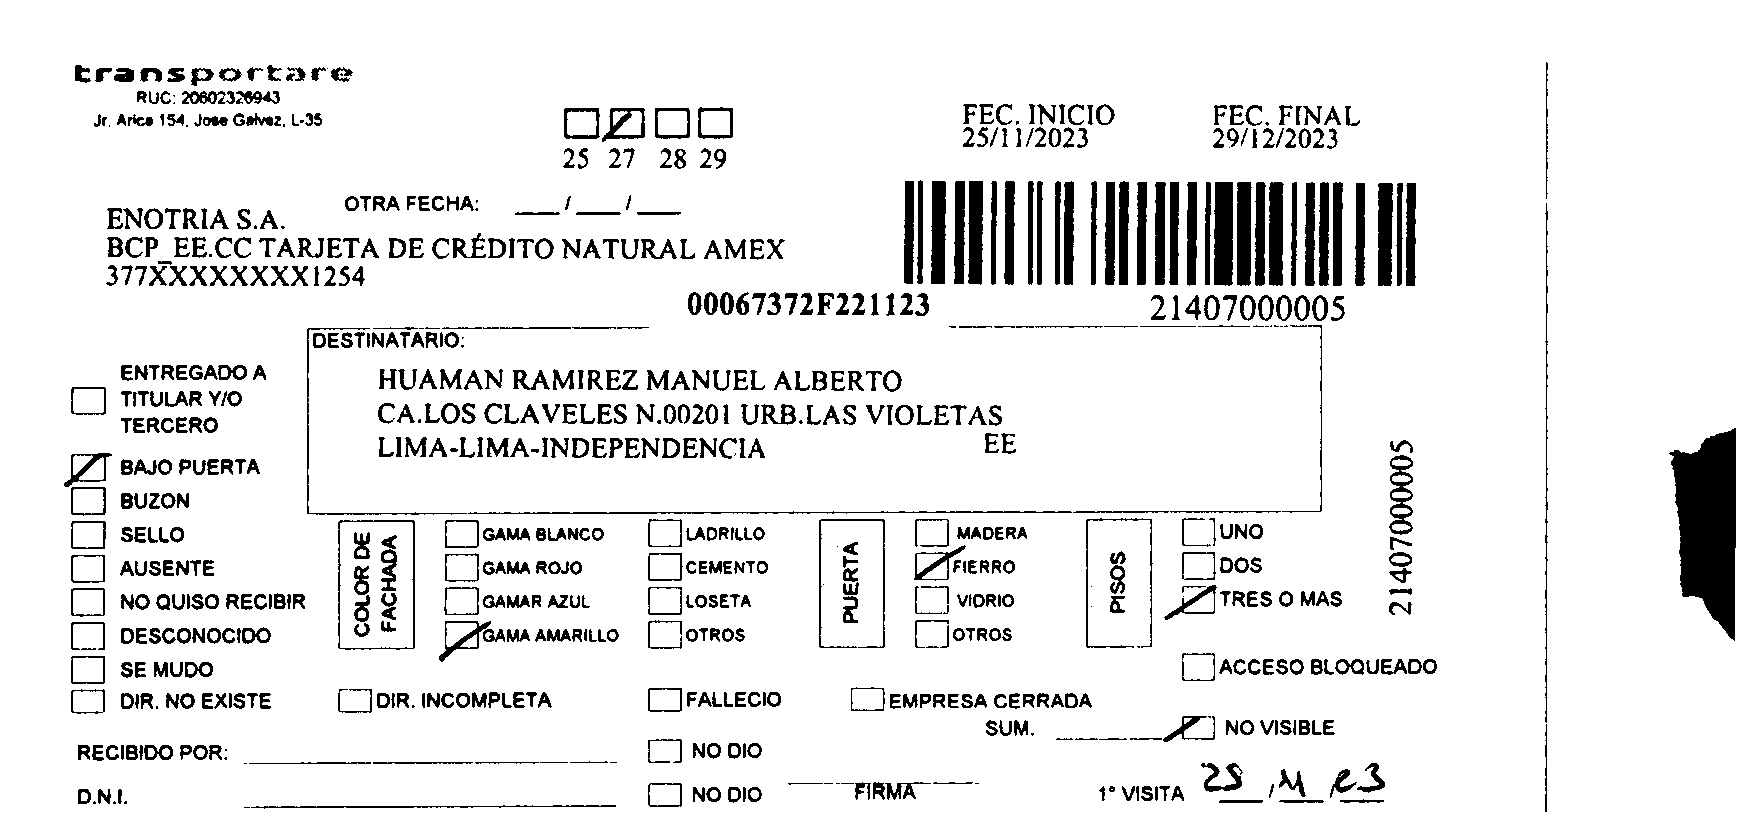 transportare
RUC: 20602326943
Jr. Arica 154, Jose Galvez, L-35
25 27 28 29
FEC. INICIO
25/11/2023
FEC. FINAL
29/12/2023
OTRA FECHA: ___/___/___
ENOTRIA S.A.
BCP_EE.CC TARJETA DE CRÉDITO NATURAL AMEX
377XXXXXXXX1254
00067372F221123
21407000005
DESTINATARIO:
HUAMAN RAMIREZ MANUEL ALBERTO
CA.LOS CLAVELES N.00201 URB.LAS VIOLETAS
LIMA-LIMA-INDEPENDENCIA EE
21407000005
ENTREGADO A
TITULAR Y/O
TERCERO
BAJO PUERTA
BUZON
SELLO
AUSENTE
NO QUISO RECIBIR
DESCONOCIDO
SE MUDO
DIR. NO EXISTE
COLOR DE
FACHADA
GAMA BLANCO
GAMA ROJO
GAMAR AZUL
GAMA AMARILLO
LADRILLO
CEMENTO
LOSETA
OTROS
PUERTA
MADERA
FIERRO
VIDRIO
OTROS
PISOS
UNO
DOS
TRES O MAS
ACCESO BLOQUEADO
DIR. INCOMPLETA
FALLECIO
EMPRESA CERRADA
SUM. ________ NO VISIBLE
RECIBIDO POR: ________ NO DIO
D.N.I. ________ NO DIO
FIRMA
1° VISITA 25/11/23